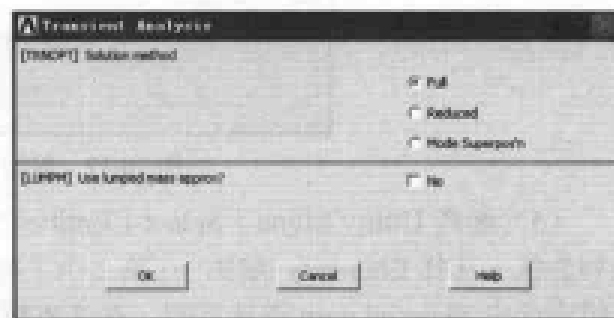 Transient Analysis
[TRNOPT] Solution method
Full
Reduced
Mode Superpos'n
[LUMPM] Use lumped mass approx?
No
OK
Cancel
Help